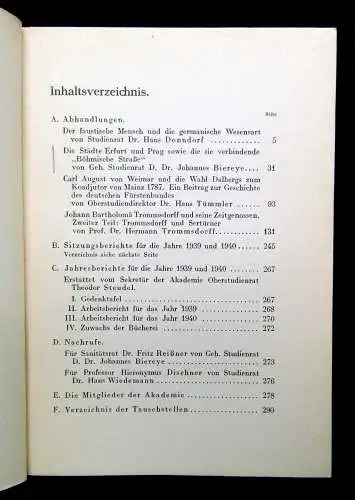 Inhaltsverzeichnis.
Seite
A. Abhandlungen.
Der faustische Mensch und die germanische Wesensart
von Studienrat Dr. Hans Donndorf ............ 5
Die Städte Erfurt und Prag sowie die sie verbindende
„Böhmische Straße“
von Geh. Studienrat D. Dr. Johannes Biereye ..... 31
Carl August von Weimar und die Wahl Dalbergs zum
Koadjutor von Mainz 1787. Ein Beitrag zur Geschichte
des deutschen Fürstenbundes
von Oberstudiendirektor Dr. Hans Tümmler ...... 93
Johann Bartholomä Trommsdorff und seine Zeitgenossen.
Zweiter Teil: Trommsdorff und Sertürner
von Prof. Dr. Hermann Trommsdorff ........ 131
B. Sitzungsberichte für die Jahre 1939 und 1940 ...... 245
Verzeichnis siehe nächste Seite
C. Jahresberichte für die Jahre 1939 und 1940 ....... 267
Erstattet vom Sekretär der Akademie Oberstudienrat
Theodor Steudel.
I. Gedenktafel ................ 267
II. Arbeitsbericht für das Jahr 1939 ........ 268
III. Arbeitsbericht für das Jahr 1940 ........ 270
IV. Zuwachs der Bücherei ............ 272
D. Nachrufe.
Für Sanitätsrat Dr. Fritz Reißner von Geh. Studienrat
D. Dr. Johannes Biereye ............ 273
Für Professor Hieronymus Dischner von Studienrat
Dr. Hans Wiedemann ............. 276
E. Die Mitglieder der Akademie ............ 278
F. Verzeichnis der Tauschstellen ............ 290